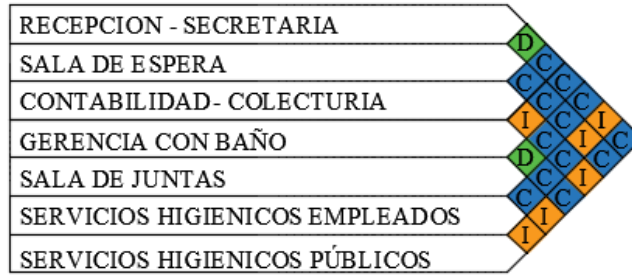 RECEPCION - SECRETARIA
D
SALA DE ESPERA C
C C
CONTABILIDAD- COLECTURIA C C
I C I
GERENCIA CON BAÑO C I C
D C C
SALA DE JUNTAS C I
C C
SERVICIOS HIGIENICOS EMPLEADOS I
I
SERVICIOS HIGIENICOS PÚBLICOS